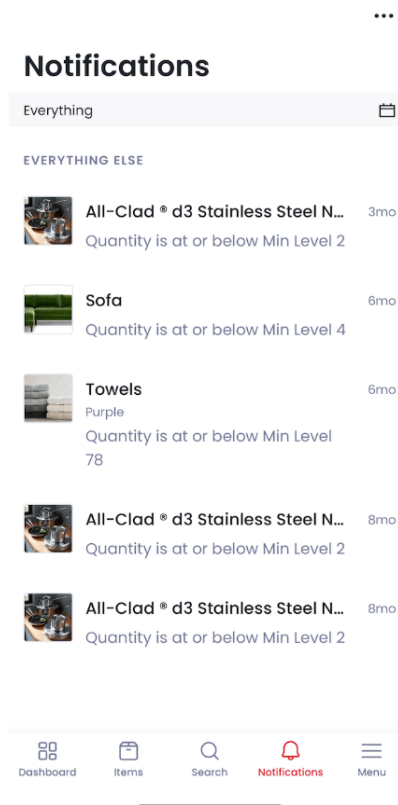 Notifications
Everything
EVERYTHING ELSE
All-Clad ® d3 Stainless Steel N... 3mo
Quantity is at or below Min Level 2
Sofa 6mo
Quantity is at or below Min Level 4
Towels 6mo
Purple
Quantity is at or below Min Level
78
All-Clad ® d3 Stainless Steel N... 8mo
Quantity is at or below Min Level 2
All-Clad ® d3 Stainless Steel N... 8mo
Quantity is at or below Min Level 2
Dashboard Items Search Notifications Menu